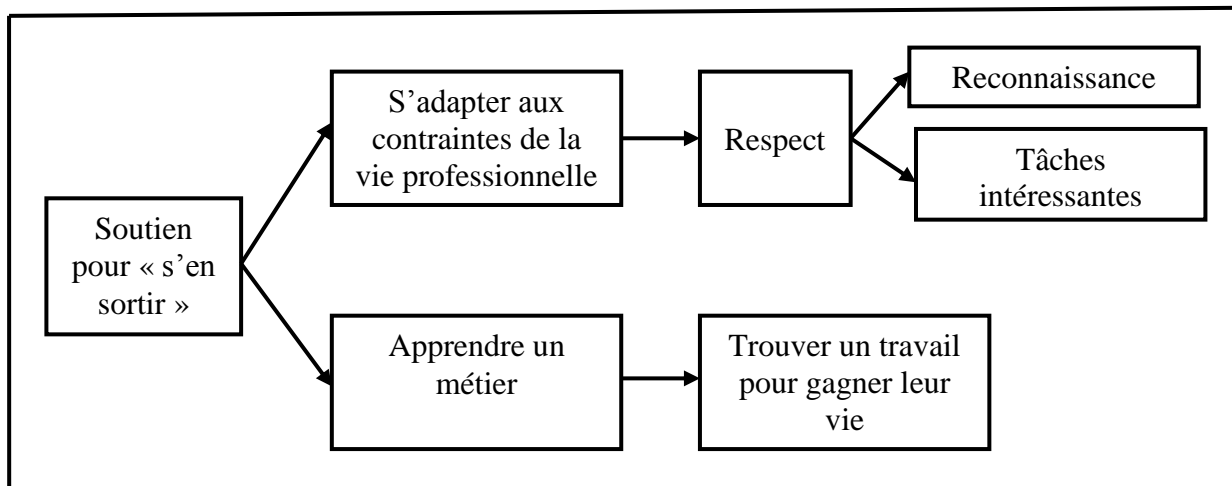 Soutien
pour « s’en
sortir »
S’adapter aux
contraintes de la
vie professionnelle
Respect
Reconnaissance
Tâches
intéressantes
Apprendre un
métier
Trouver un travail
pour gagner leur
vie